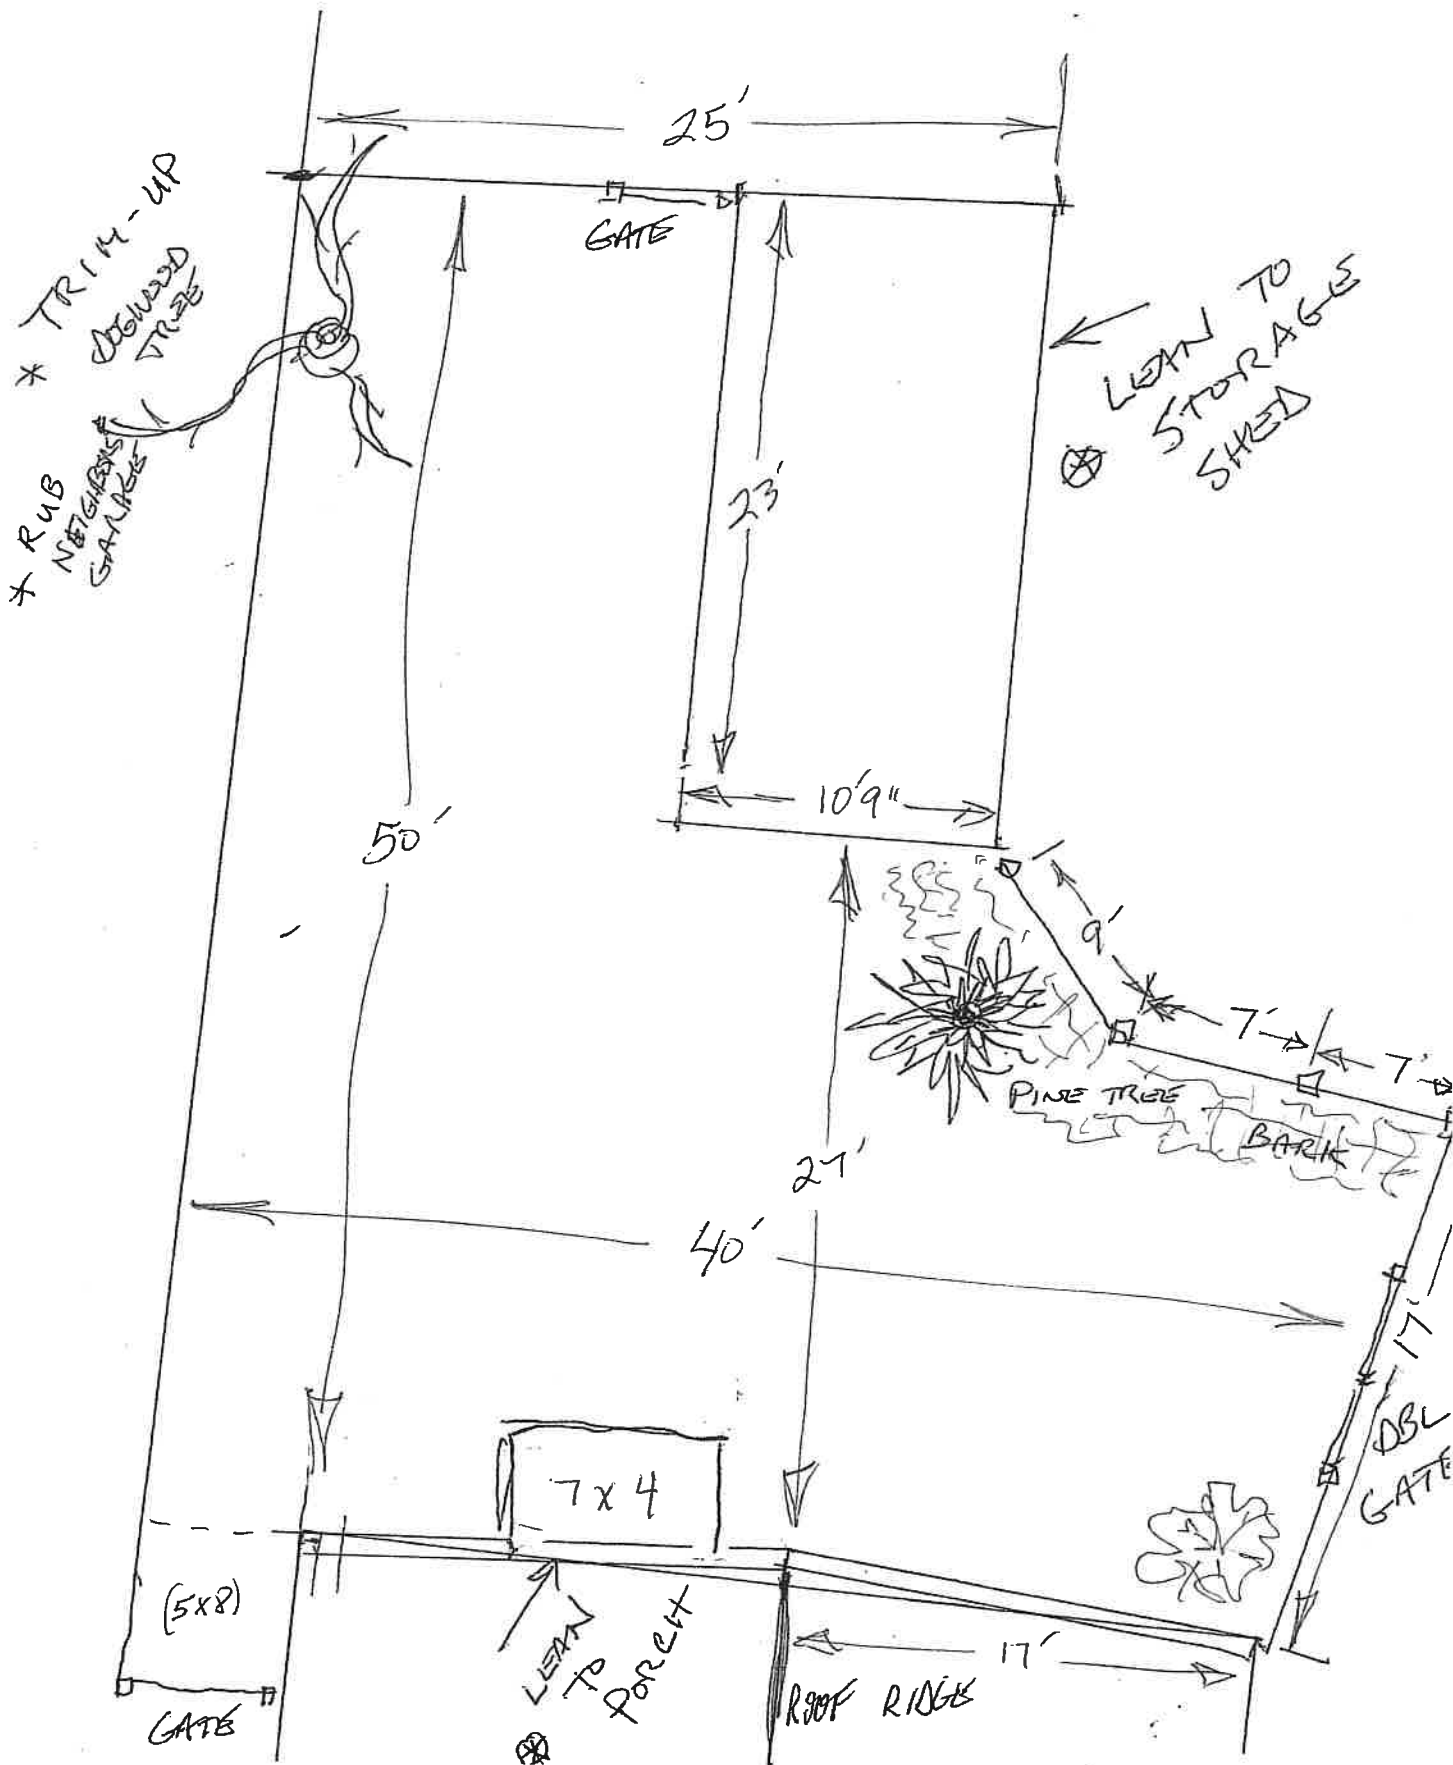 25'
GATE
* TRIM-UP
* DOGWOOD
TREE
* RUB
NEIGHBORS
GARAGE
LEAN TO
STORAGE
SHED
23'
10'9"
50'
9'
7'
7'
PINE TREE
BARK
27'
40'
17'
DBL
GATE
7 x 4
(5x8)
GATE
LEAN
TO
PORCH
ROOF RIDGE
17'